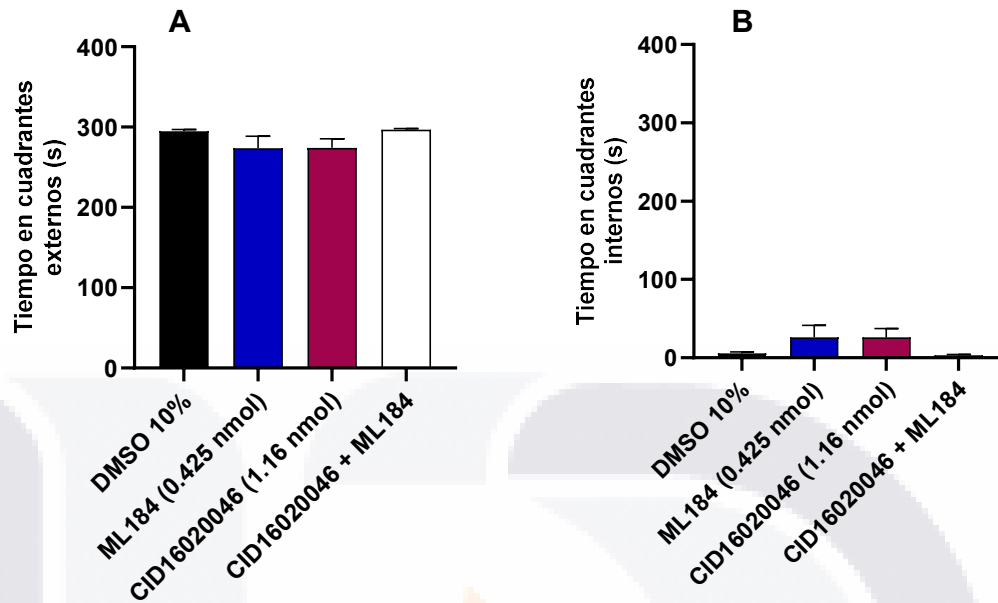 A
Tiempo en cuadrantes
externos (s)
400
300
200
100
0
DMSO 10%
ML184 (0.425 nmol)
CID16020046 (1.16 nmol)
CID16020046 + ML184
B
Tiempo en cuadrantes
internos (s)
400
300
200
100
0
DMSO 10%
ML184 (0.425 nmol)
CID16020046 (1.16 nmol)
CID16020046 + ML184